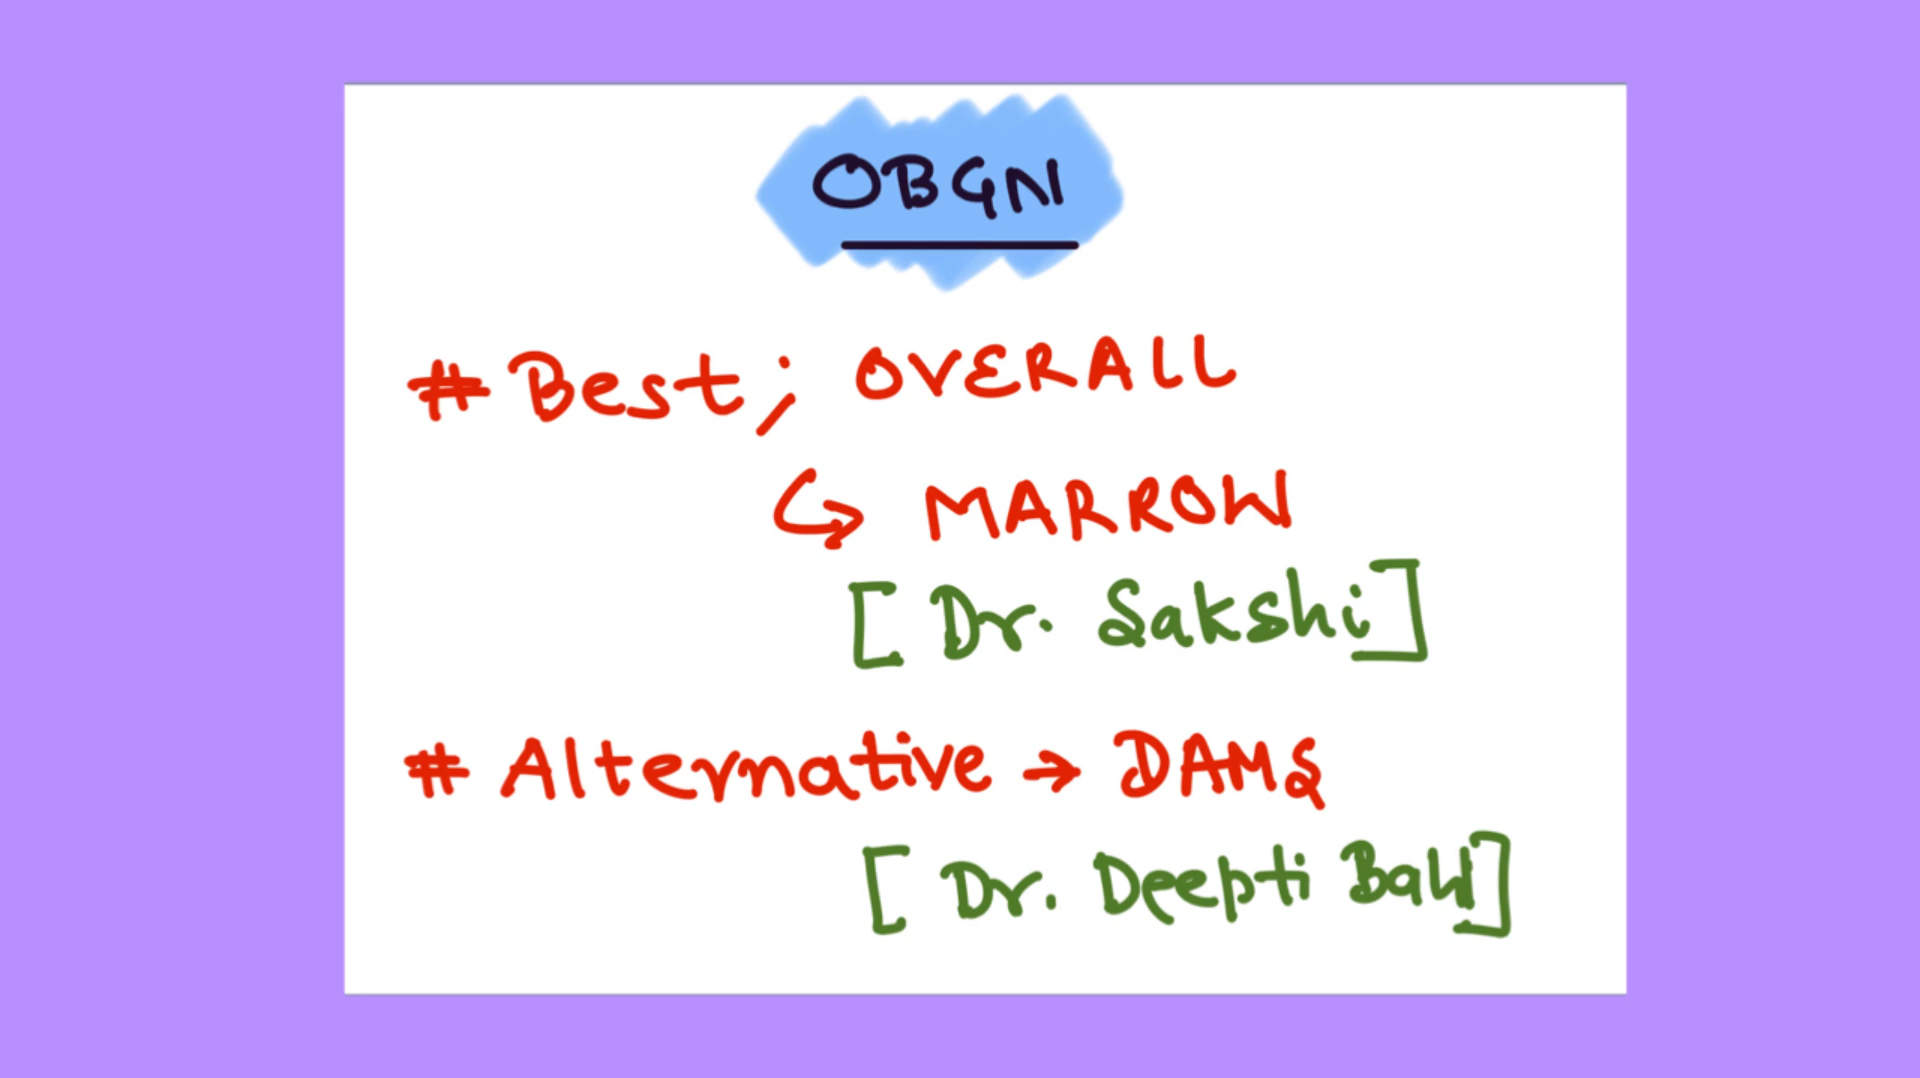 OBGN
# Best; OVERALL
↪ MARROW
[Dr. Sakshi]
# Alternative → DAMS
[Dr. Deepti Bahl]